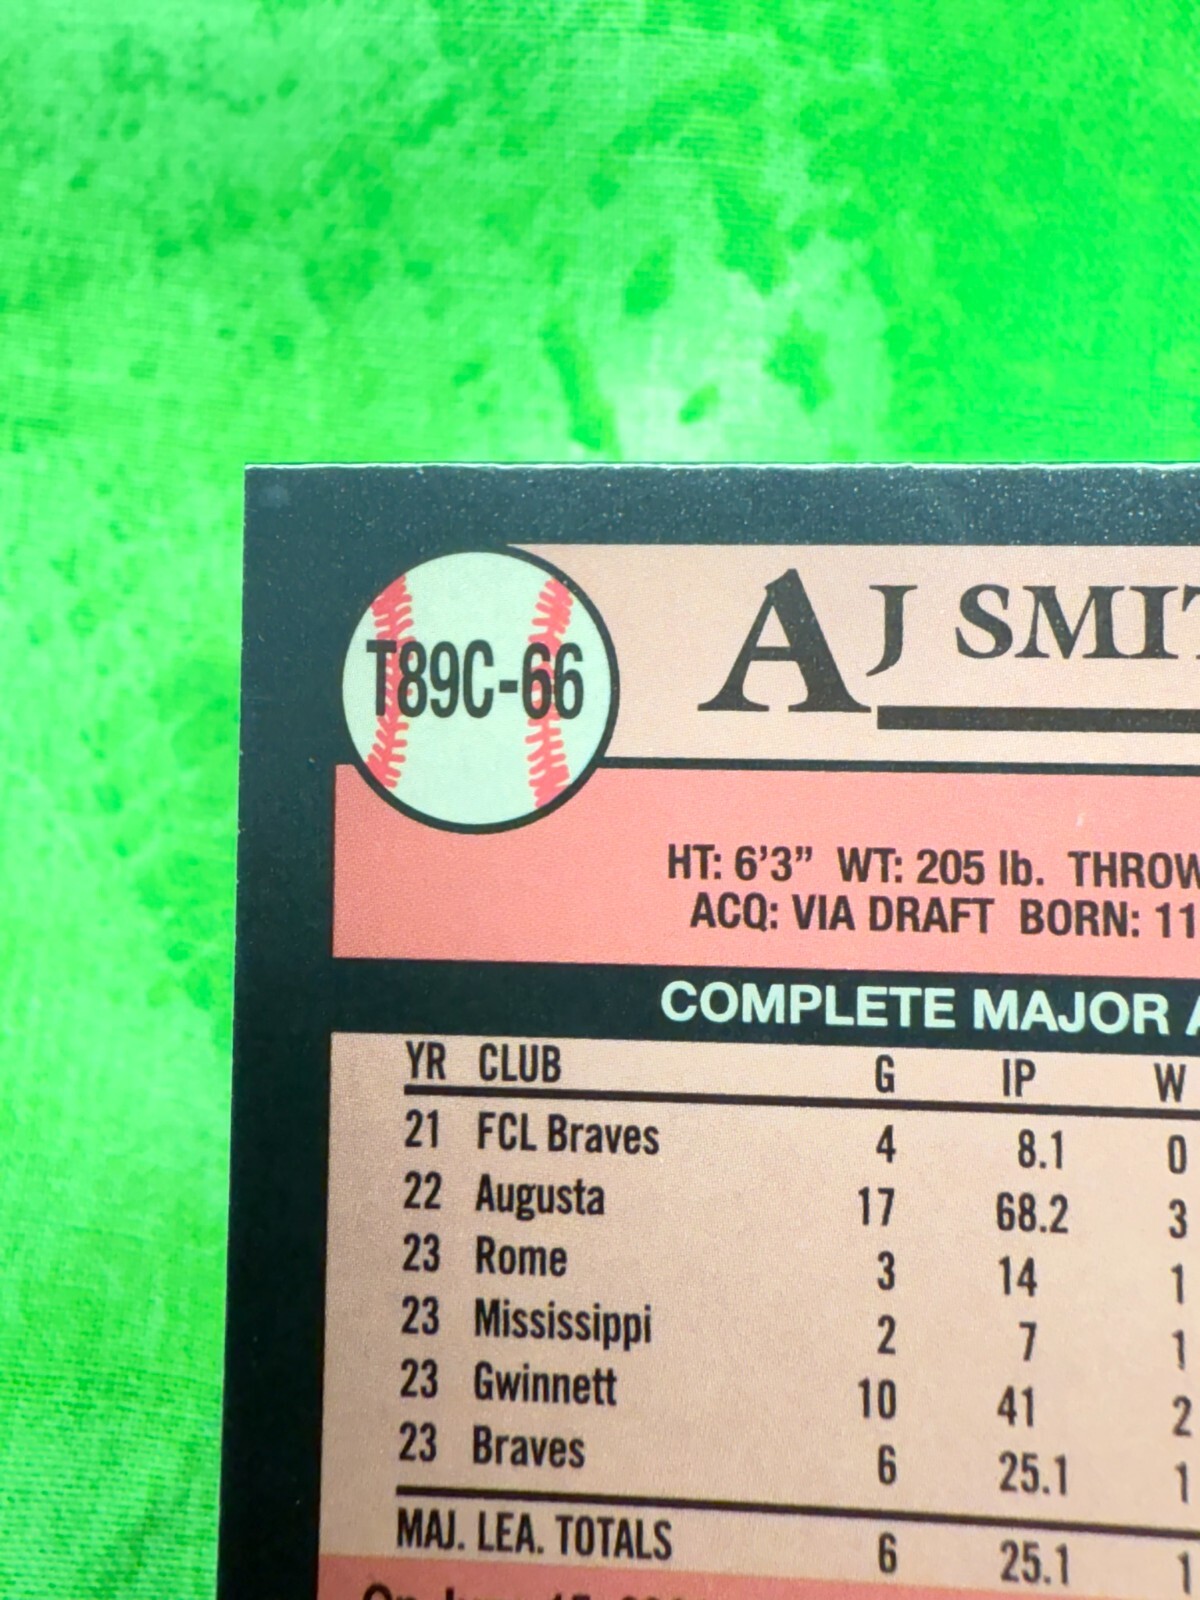 T89C-66
AJ SMIT
HT: 6'3" WT: 205 lb. THROW
ACQ: VIA DRAFT BORN: 11
COMPLETE MAJOR A
YR CLUB G IP W
21 FCL Braves 4 8.1 0
22 Augusta 17 68.2 3
23 Rome 3 14 1
23 Mississippi 2 7 1
23 Gwinnett 10 41 2
23 Braves 6 25.1 1
MAJ. LEA. TOTALS 6 25.1 1
On June 15,